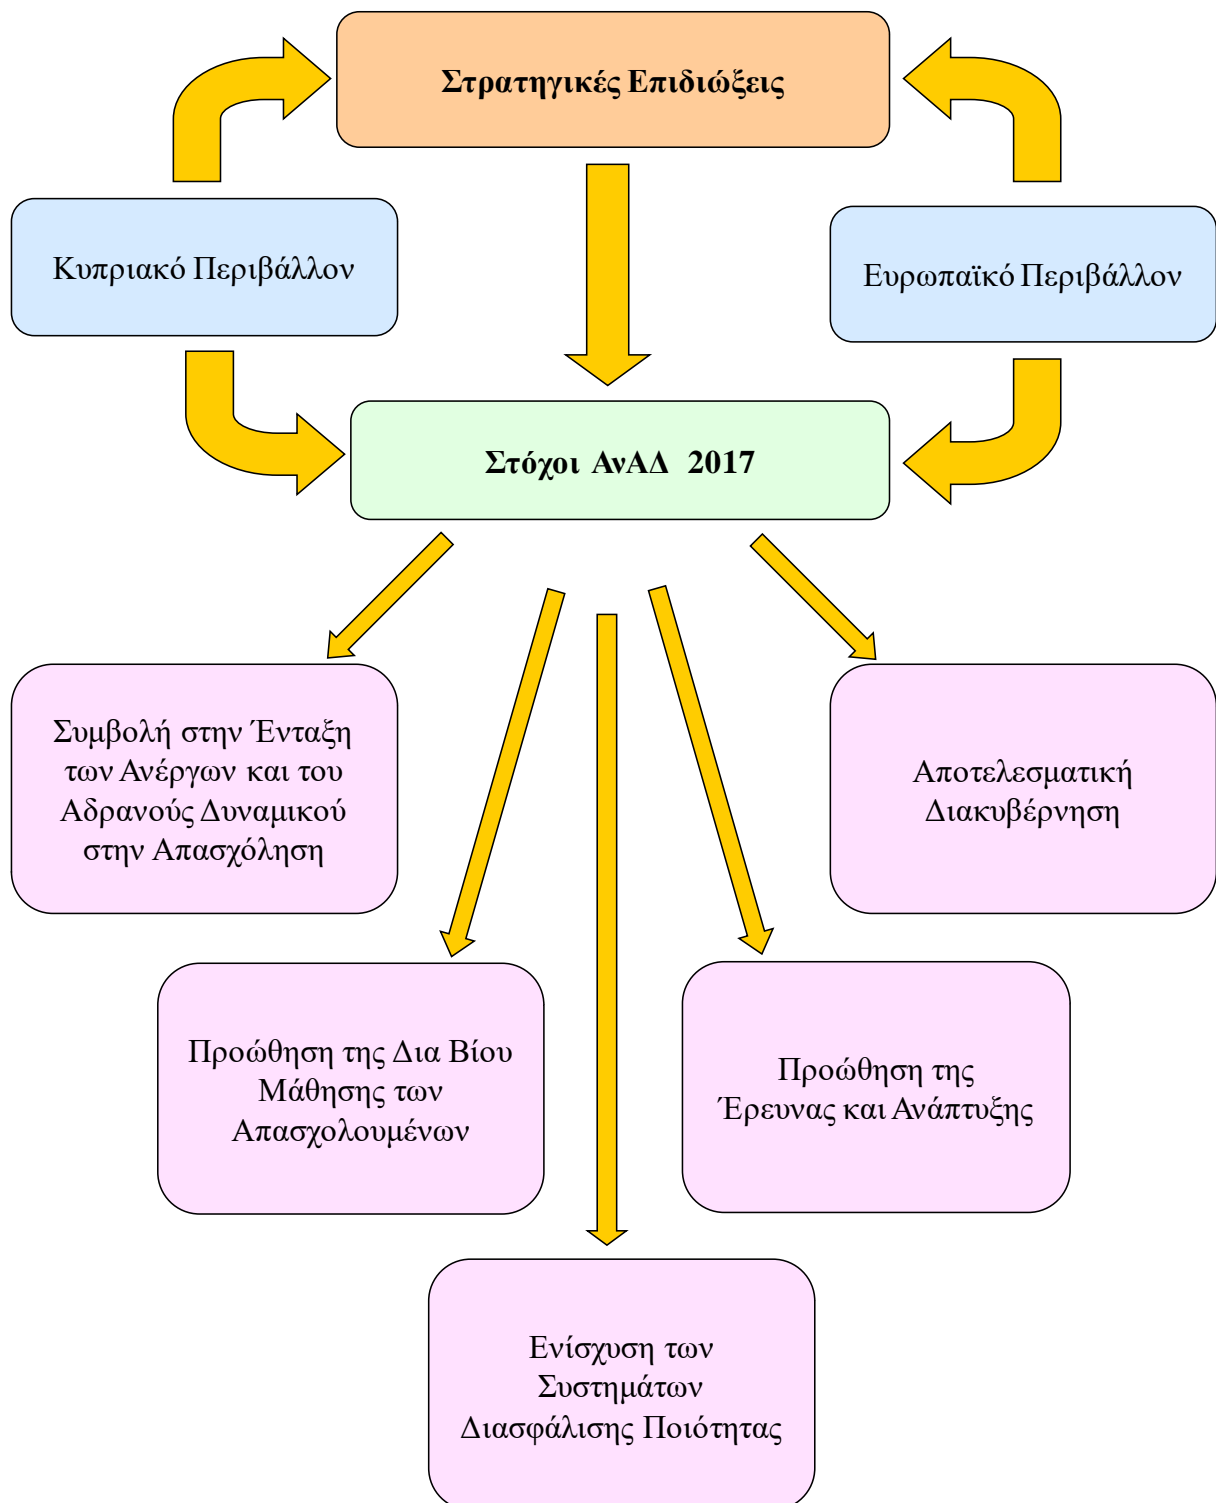 Στρατηγικές Επιδιώξεις
Κυπριακό Περιβάλλον
Ευρωπαϊκό Περιβάλλον
Στόχοι ΑνΑΔ 2017
Συμβολή στην Ένταξη
των Ανέργων και του
Αδρανούς Δυναμικού
στην Απασχόληση
Αποτελεσματική
Διακυβέρνηση
Προώθηση της Δια Βίου
Μάθησης των
Απασχολουμένων
Προώθηση της
Έρευνας και Ανάπτυξης
Ενίσχυση των
Συστημάτων
Διασφάλισης Ποιότητας